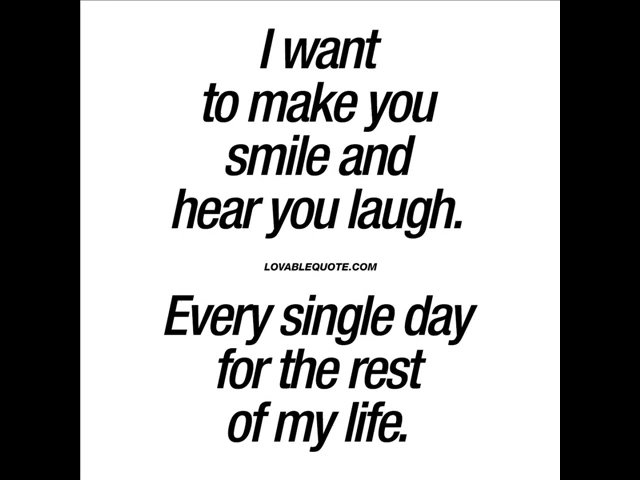 I want
to make you
smile and
hear you laugh.
LOVABLEQUOTE.COM
Every single day
for the rest
of my life.